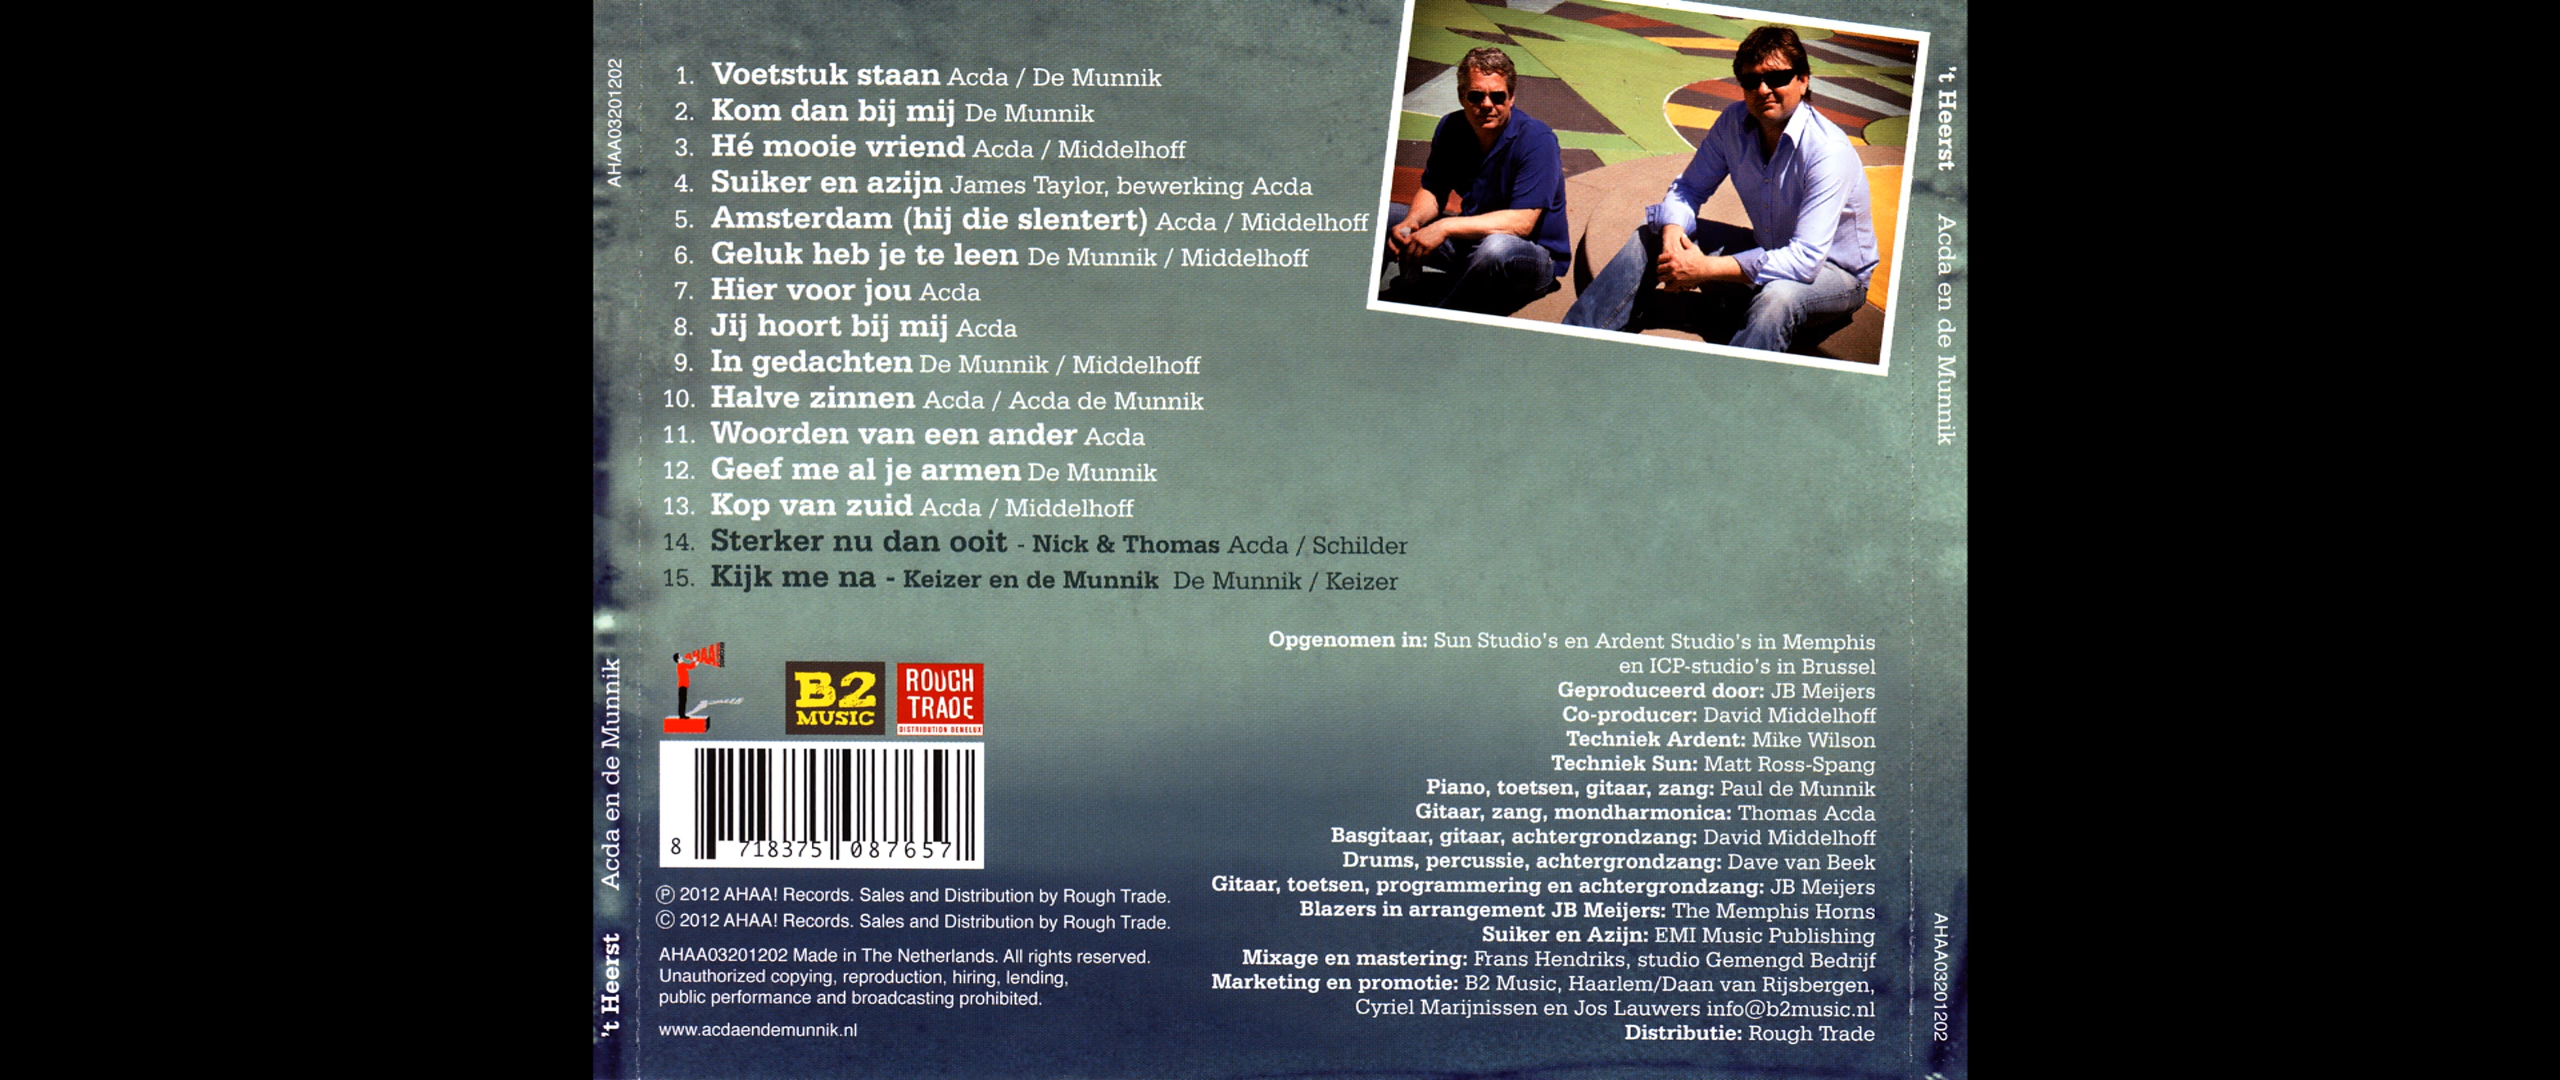 AHAA03201202
1. Voetstuk staan Acda / De Munnik
2. Kom dan bij mij De Munnik
3. Hé mooie vriend Acda / Middelhoff
4. Suiker en azijn James Taylor, bewerking Acda
5. Amsterdam (hij die slentert) Acda / Middelhoff
6. Geluk heb je te leen De Munnik / Middelhoff
7. Hier voor jou Acda
8. Jij hoort bij mij Acda
9. In gedachten De Munnik / Middelhoff
10. Halve zinnen Acda / Acda de Munnik
11. Woorden van een ander Acda
12. Geef me al je armen De Munnik
13. Kop van zuid Acda / Middelhoff
14. Sterker nu dan ooit - Nick & Thomas Acda / Schilder
15. Kijk me na - Keizer en de Munnik De Munnik / Keizer
't Heerst Acda en de Munnik
't Heerst Acda en de Munnik
AHAA!
RECORDS
B2
MUSIC
ROUGH
TRADE
DISTRIBUTION BENELUX
8 718375 087657
Ⓟ 2012 AHAA! Records. Sales and Distribution by Rough Trade.
© 2012 AHAA! Records. Sales and Distribution by Rough Trade.
AHAA03201202 Made in The Netherlands. All rights reserved.
Unauthorized copying, reproduction, hiring, lending,
public performance and broadcasting prohibited.
www.acdaendemunnik.nl
Opgenomen in: Sun Studio's en Ardent Studio's in Memphis
en ICP-studio's in Brussel
Geproduceerd door: JB Meijers
Co-producer: David Middelhoff
Techniek Ardent: Mike Wilson
Techniek Sun: Matt Ross-Spang
Piano, toetsen, gitaar, zang: Paul de Munnik
Gitaar, zang, mondharmonica: Thomas Acda
Basgitaar, gitaar, achtergrondzang: David Middelhoff
Drums, percussie, achtergrondzang: Dave van Beek
Gitaar, toetsen, programmering en achtergrondzang: JB Meijers
Blazers in arrangement JB Meijers: The Memphis Horns
Suiker en Azijn: EMI Music Publishing
Mixage en mastering: Frans Hendriks, studio Gemengd Bedrijf
Marketing en promotie: B2 Music, Haarlem/Daan van Rijsbergen,
Cyriel Marijnissen en Jos Lauwers info@b2music.nl
Distributie: Rough Trade
AHAA03201202